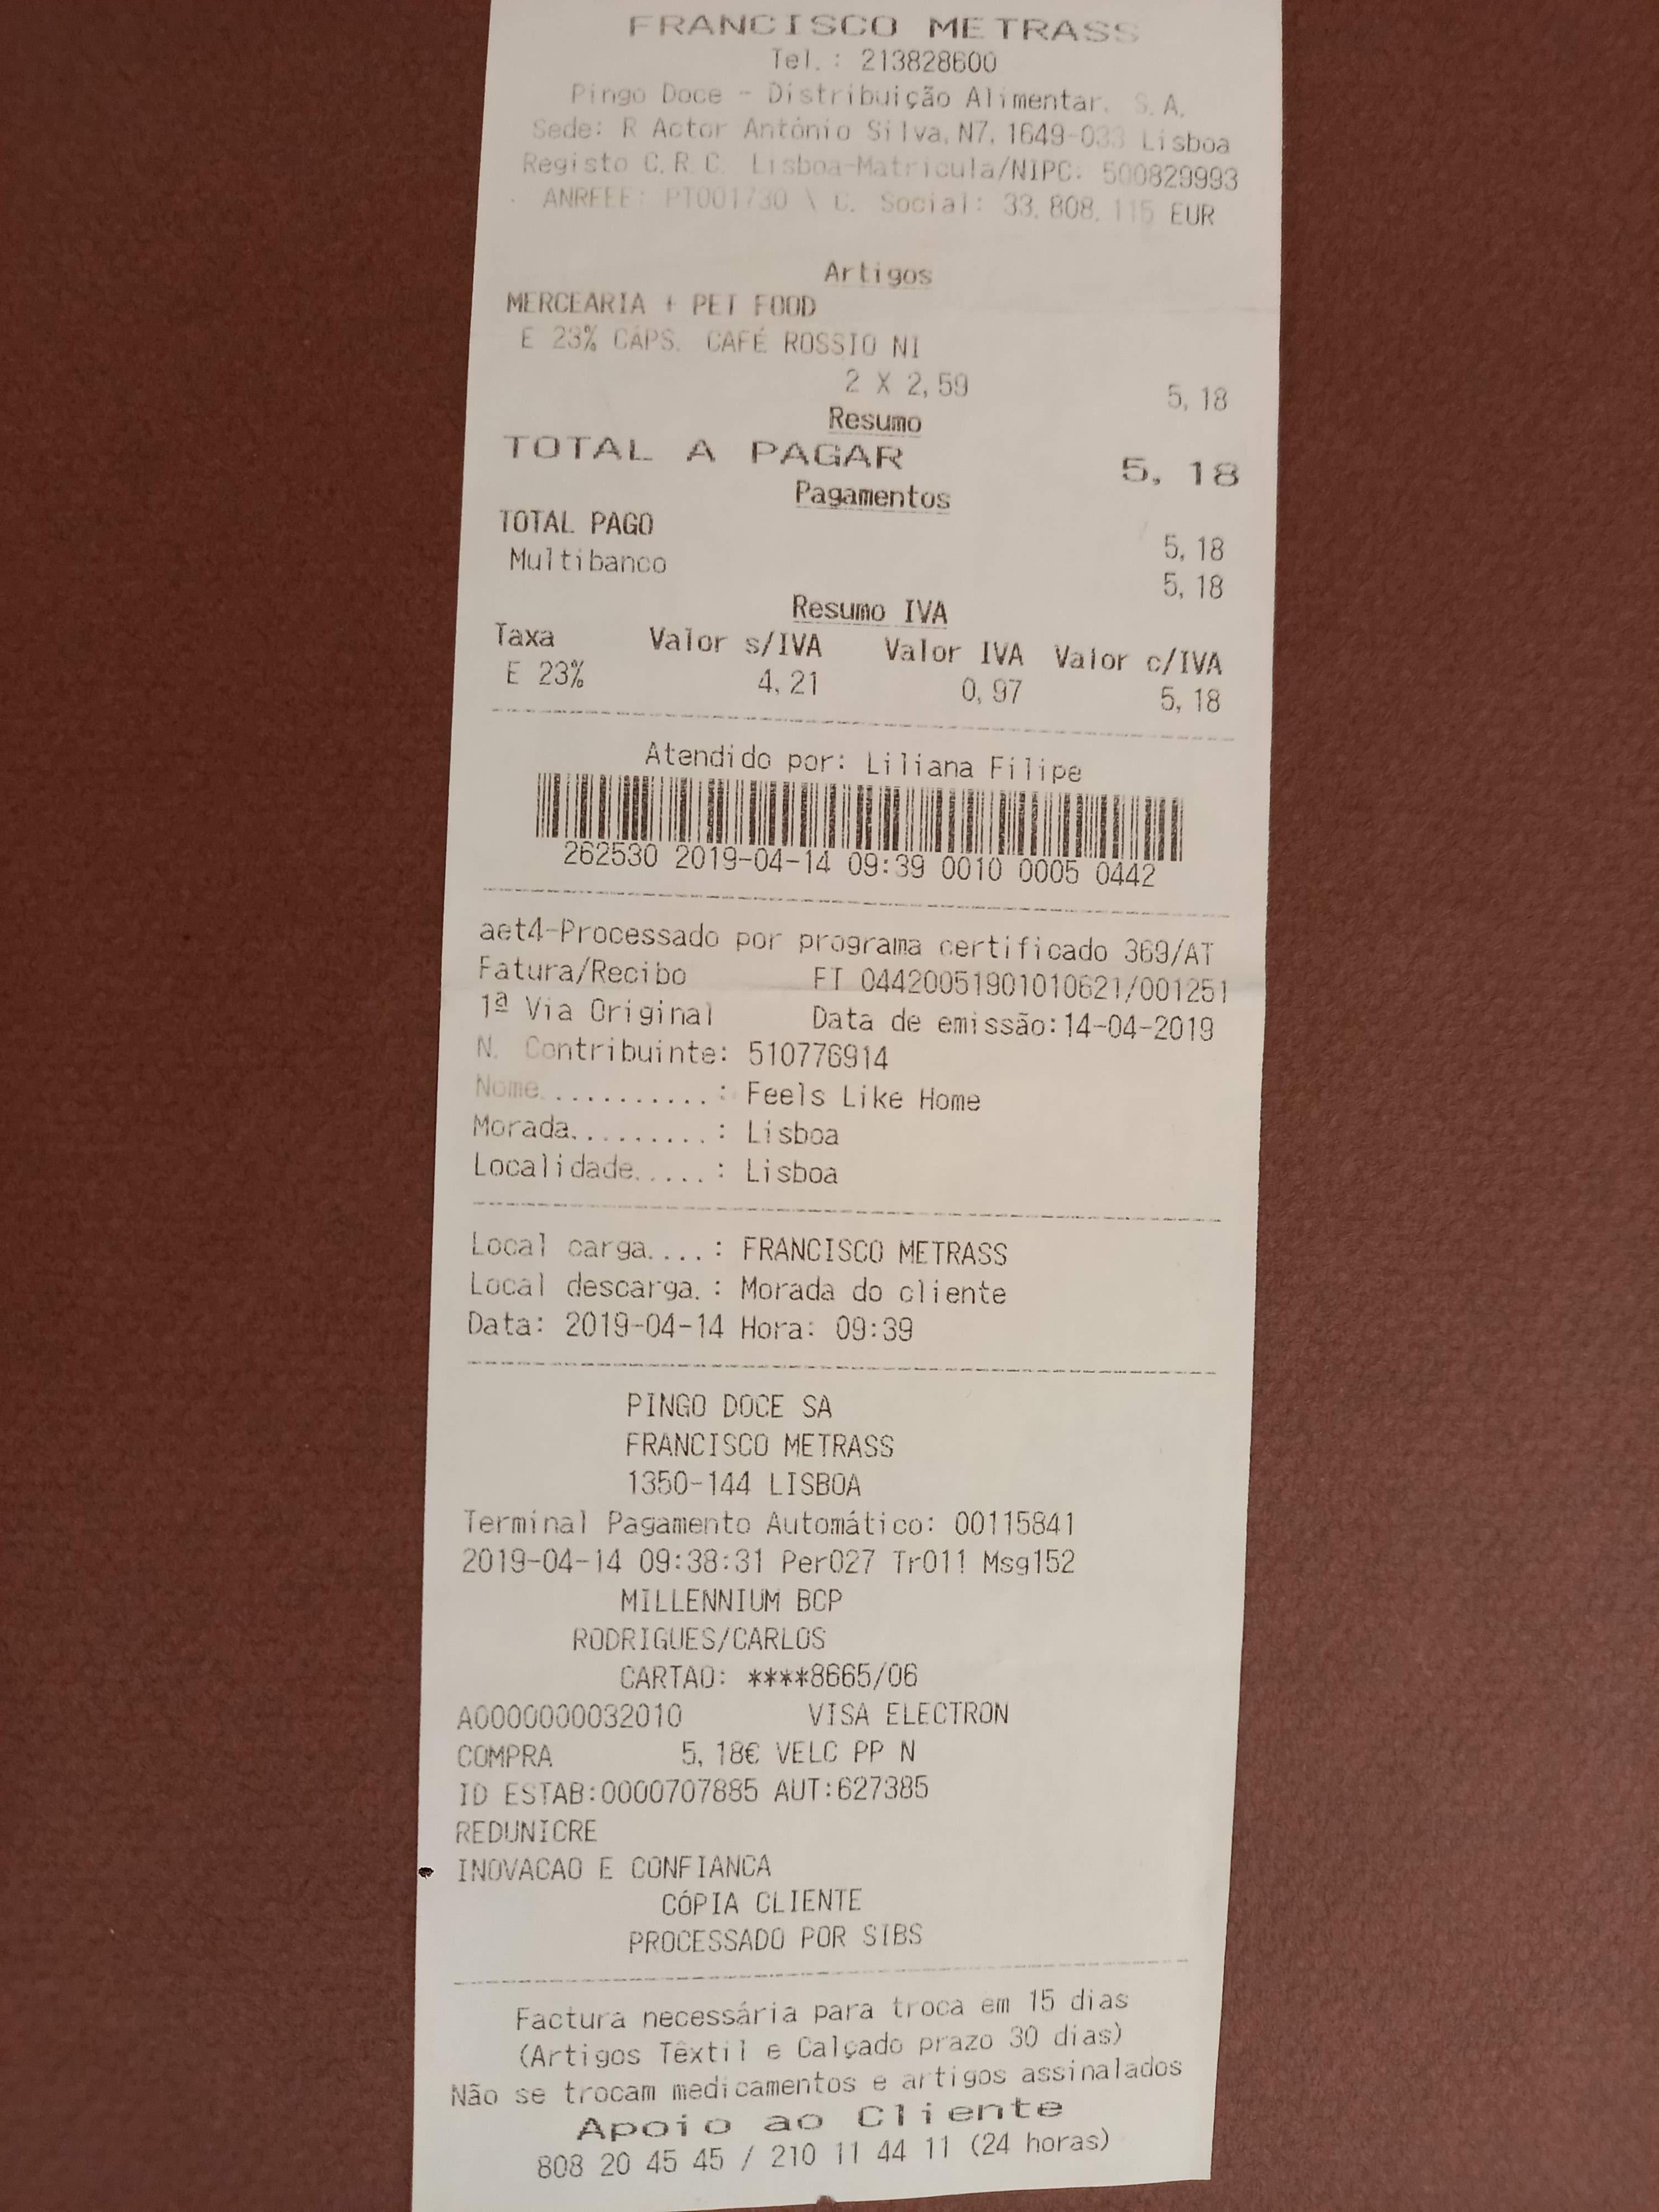 FRANCISCO METRASS
Tel.: 213828600
Pingo Doce - Distribuição Alimentar, S.A.
Sede: R Actor António Silva, N7, 1649-033 Lisboa
Registo C.R.C. Lisboa-Matricula/NIPC: 500829993
ANREEE: PT001730 \ C. Social: 33.808.115 EUR
Artigos
MERCEARIA + PET FOOD
E 23% CÁPS. CAFÉ ROSSIO NI
2 X 2,59 5,18
Resumo
TOTAL A PAGAR 5,18
Pagamentos
TOTAL PAGO 5,18
Multibanco 5,18
Resumo IVA
Taxa Valor s/IVA Valor IVA Valor c/IVA
E 23% 4,21 0,97 5,18
Atendido por: Liliana Filipe
262530 2019-04-14 09:39 0010 0005 0442
aet4-Processado por programa certificado 369/AT
Fatura/Recibo FT 04420051901010621/001251
1ª Via Original Data de emissão:14-04-2019
N. Contribuinte: 510776914
Nome...........: Feels Like Home
Morada.........: Lisboa
Localidade.....: Lisboa
Local carga....: FRANCISCO METRASS
Local descarga.: Morada do cliente
Data: 2019-04-14 Hora: 09:39
PINGO DOCE SA
FRANCISCO METRASS
1350-144 LISBOA
Terminal Pagamento Automático: 00115841
2019-04-14 09:38:31 Per027 Tr011 Msg152
MILLENNIUM BCP
RODRIGUES/CARLOS
CARTAO: ****8665/06
A0000000032010 VISA ELECTRON
COMPRA 5,18€ VELC PP N
ID ESTAB:0000707885 AUT:627385
REDUNICRE
INOVACAO E CONFIANCA
CÓPIA CLIENTE
PROCESSADO POR SIBS
Factura necessária para troca em 15 dias
(Artigos Têxtil e Calçado prazo 30 dias)
Não se trocam medicamentos e artigos assinalados
Apoio ao Cliente
808 20 45 45 / 210 11 44 11 (24 horas)